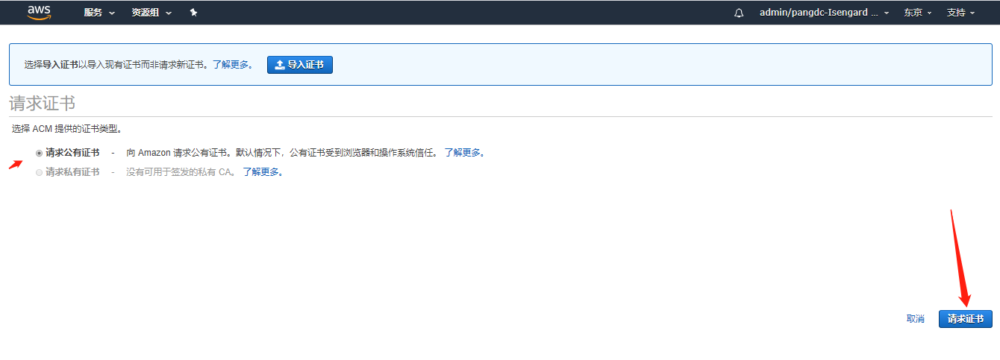 aws 服务 资源组 admin/pangdc-Isengard ... 东京 支持
选择导入证书以导入现有证书而非请求新证书。了解更多。 导入证书
请求证书
选择 ACM 提供的证书类型。
请求公有证书 - 向 Amazon 请求公有证书。默认情况下，公有证书受到浏览器和操作系统信任。 了解更多。
请求私有证书 - 没有可用于签发的私有 CA。 了解更多。
取消 请求证书